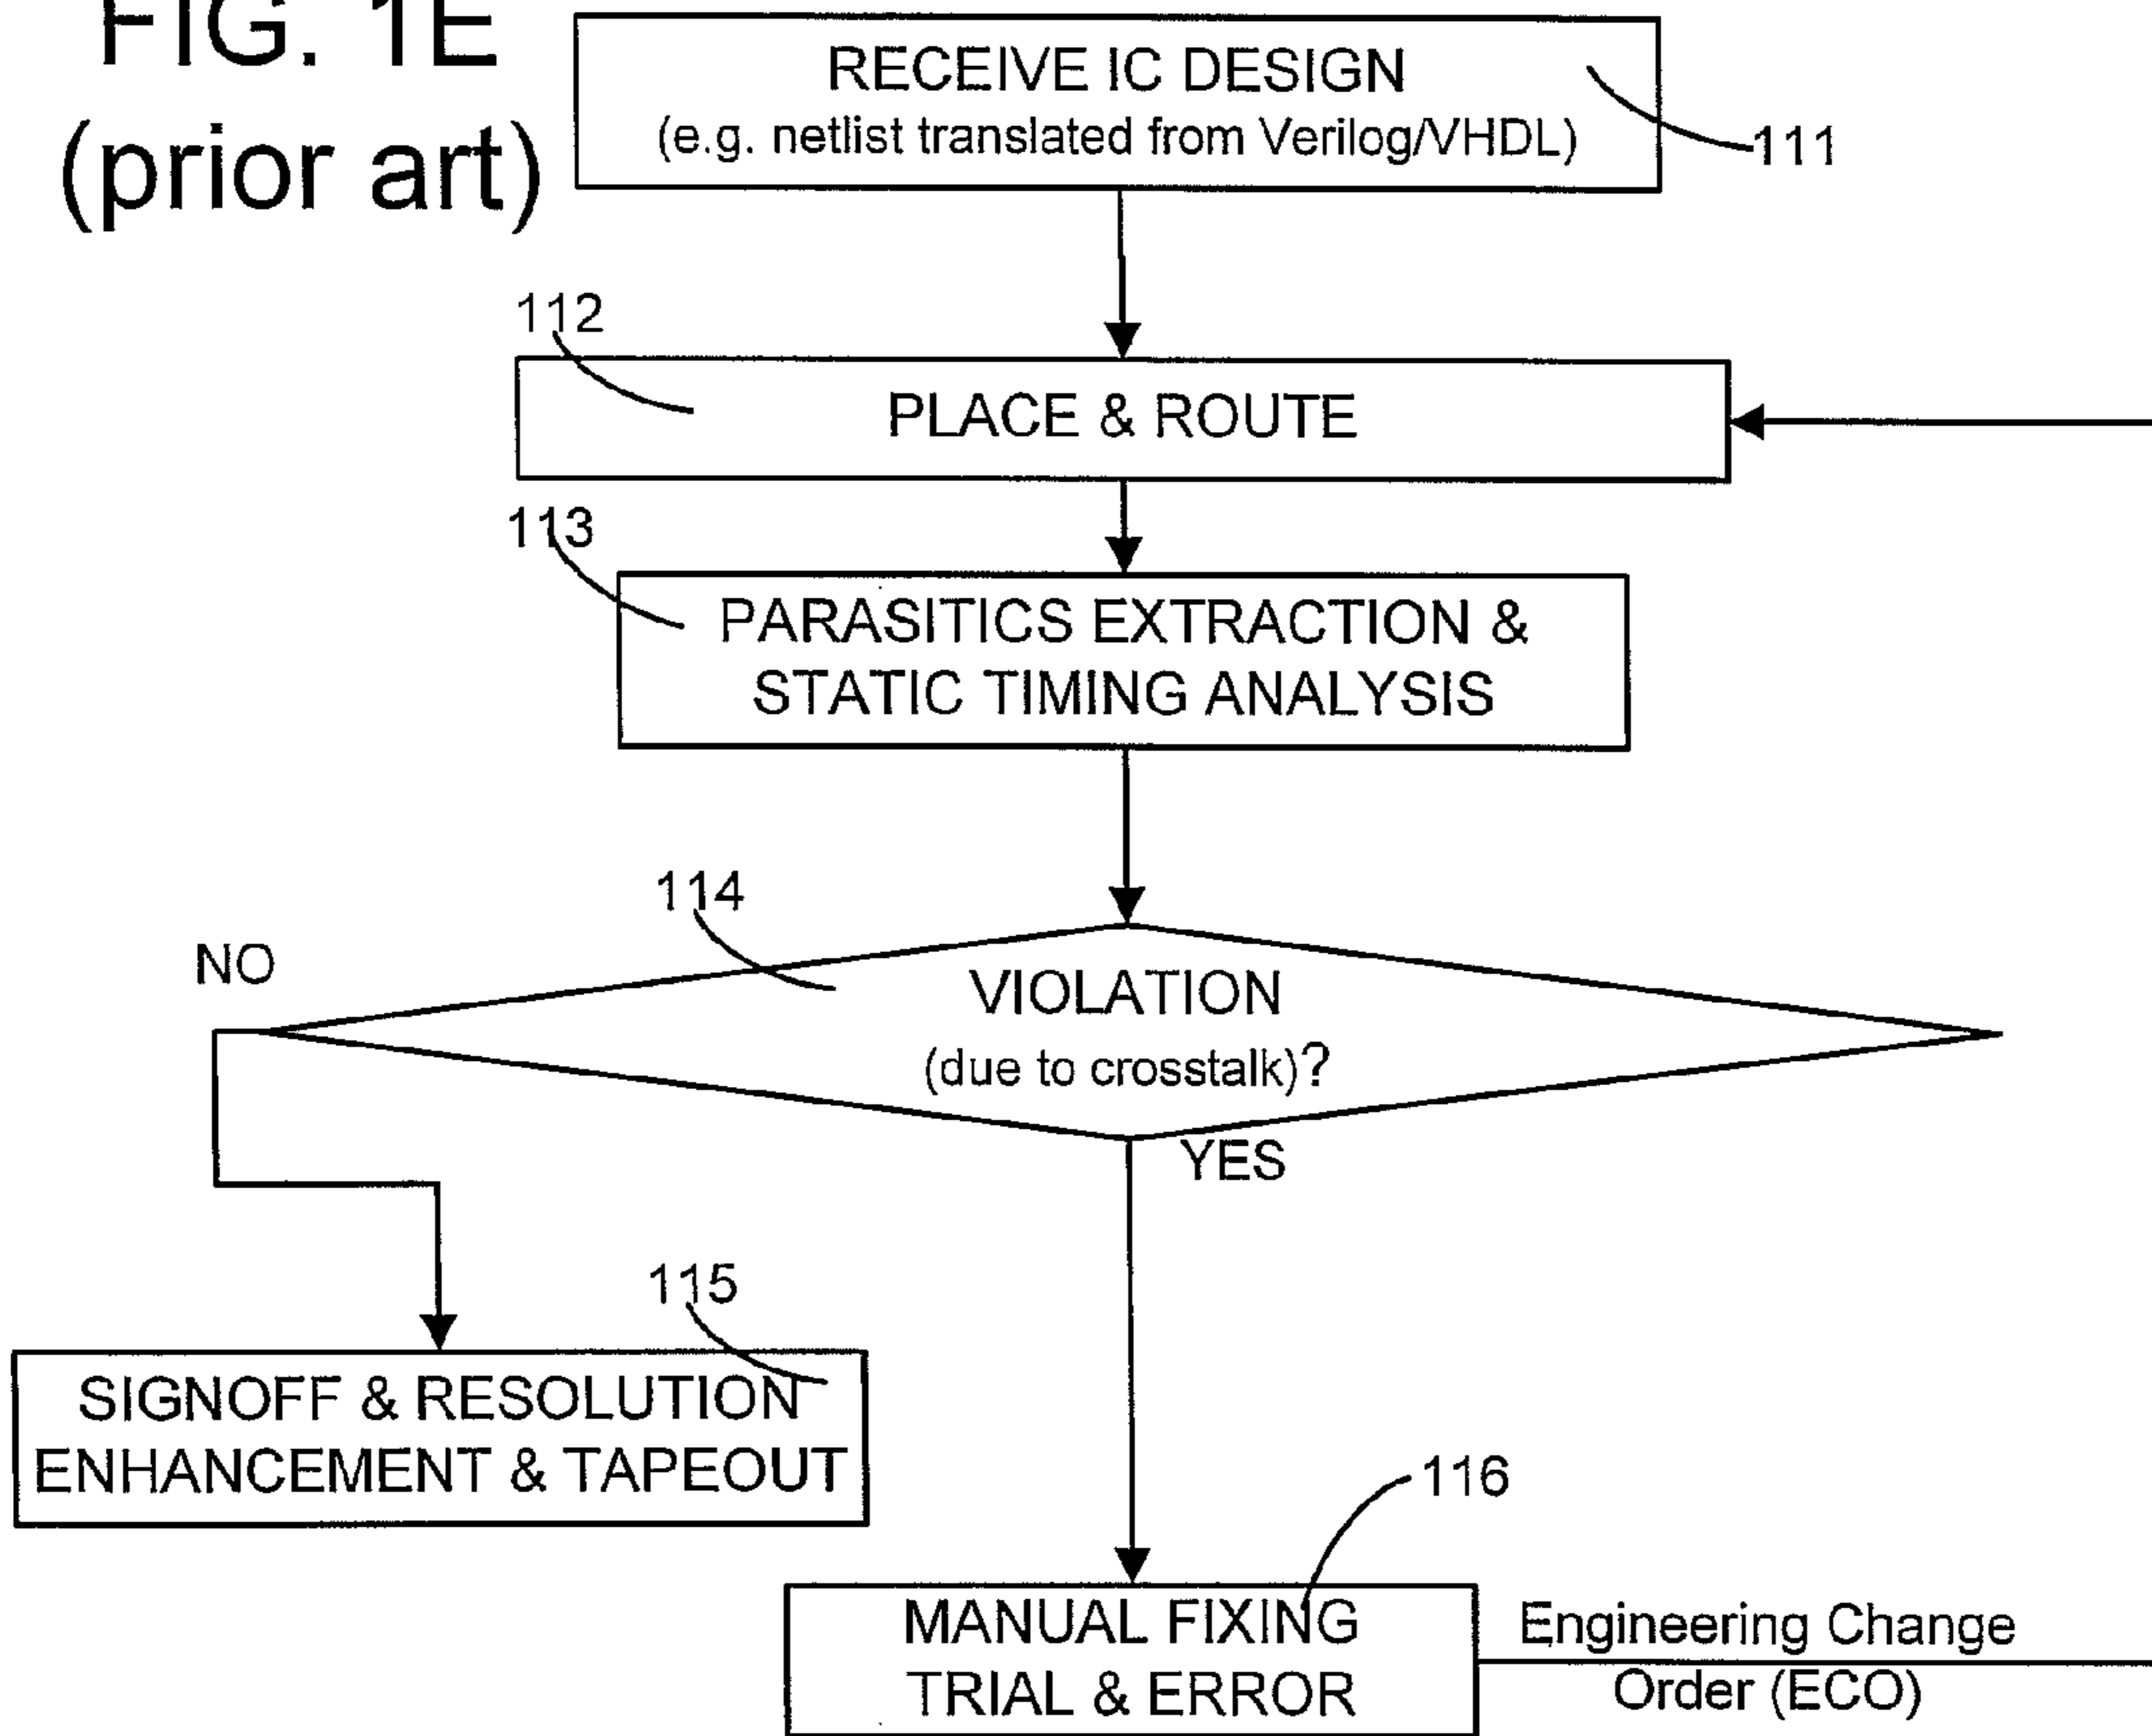 FIG. 1E
(prior art)
RECEIVE IC DESIGN
(e.g. netlist translated from Verilog/VHDL)
111
112
PLACE & ROUTE
113
PARASITICS EXTRACTION &
STATIC TIMING ANALYSIS
114
NO
VIOLATION
(due to crosstalk)?
YES
115
SIGNOFF & RESOLUTION
ENHANCEMENT & TAPEOUT
116
MANUAL FIXING
TRIAL & ERROR
Engineering Change
Order (ECO)